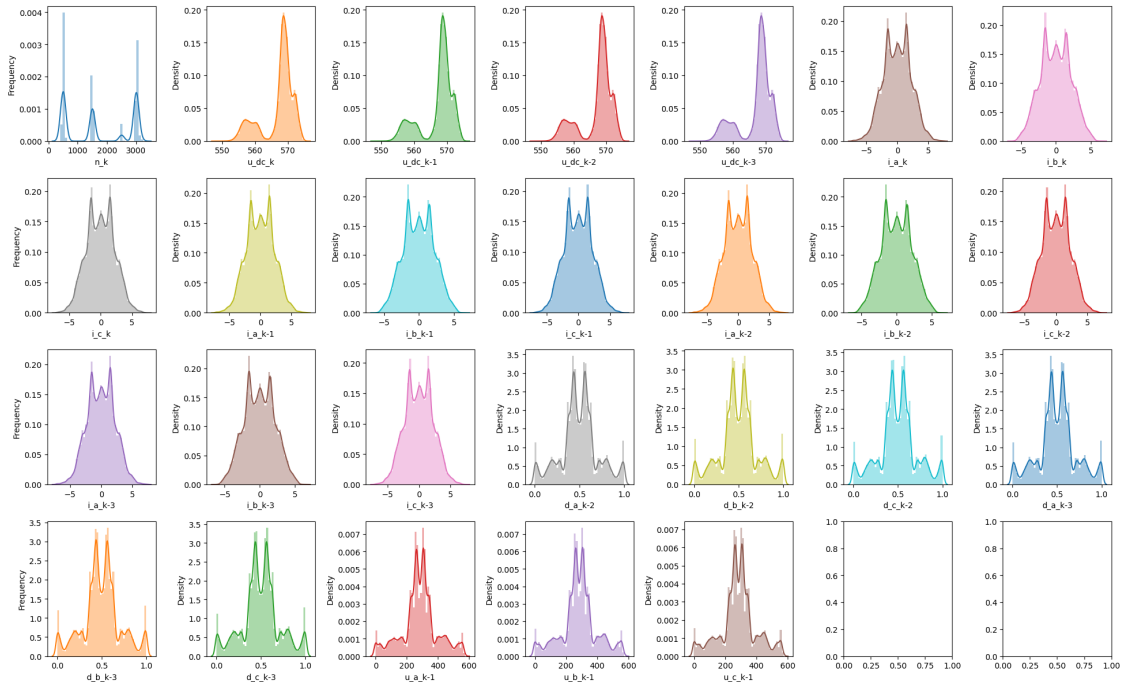 Frequency
0.004
0.003
0.002
0.001
0.000
0 1000 2000 3000
n_k
Density
0.20
0.15
0.10
0.05
0.00
550 560 570
u_dc_k
Density
0.20
0.15
0.10
0.05
0.00
550 560 570
u_dc_k-1
Density
0.20
0.15
0.10
0.05
0.00
550 560 570
u_dc_k-2
Density
0.20
0.15
0.10
0.05
0.00
550 560 570
u_dc_k-3
Density
0.20
0.15
0.10
0.05
0.00
−5 0 5
i_a_k
Density
0.20
0.15
0.10
0.05
0.00
−5 0 5
i_b_k
Frequency
0.20
0.15
0.10
0.05
0.00
−5 0 5
i_c_k
Density
0.20
0.15
0.10
0.05
0.00
−5 0 5
i_a_k-1
Density
0.20
0.15
0.10
0.05
0.00
−5 0 5
i_b_k-1
Density
0.20
0.15
0.10
0.05
0.00
−5 0 5
i_c_k-1
Density
0.20
0.15
0.10
0.05
0.00
−5 0 5
i_a_k-2
Density
0.20
0.15
0.10
0.05
0.00
−5 0 5
i_b_k-2
Density
0.20
0.15
0.10
0.05
0.00
−5 0 5
i_c_k-2
Frequency
0.20
0.15
0.10
0.05
0.00
−5 0 5
i_a_k-3
Density
0.20
0.15
0.10
0.05
0.00
−5 0 5
i_b_k-3
Density
0.20
0.15
0.10
0.05
0.00
−5 0 5
i_c_k-3
Density
3.5
3.0
2.5
2.0
1.5
1.0
0.5
0.0
0.0 0.5 1.0
d_a_k-2
Density
3.5
3.0
2.5
2.0
1.5
1.0
0.5
0.0
0.0 0.5 1.0
d_b_k-2
Density
3.5
3.0
2.5
2.0
1.5
1.0
0.5
0.0
0.0 0.5 1.0
d_c_k-2
Density
3.5
3.0
2.5
2.0
1.5
1.0
0.5
0.0
0.0 0.5 1.0
d_a_k-3
Frequency
3.5
3.0
2.5
2.0
1.5
1.0
0.5
0.0
0.0 0.5 1.0
d_b_k-3
Density
3.5
3.0
2.5
2.0
1.5
1.0
0.5
0.0
0.0 0.5 1.0
d_c_k-3
Density
0.007
0.006
0.005
0.004
0.003
0.002
0.001
0.000
0 200 400 600
u_a_k-1
Density
0.007
0.006
0.005
0.004
0.003
0.002
0.001
0.000
0 200 400 600
u_b_k-1
Density
0.007
0.006
0.005
0.004
0.003
0.002
0.001
0.000
0 200 400 600
u_c_k-1
1.0
0.8
0.6
0.4
0.2
0.0
0.00 0.25 0.50 0.75 1.00
1.0
0.8
0.6
0.4
0.2
0.0
0.00 0.25 0.50 0.75 1.00